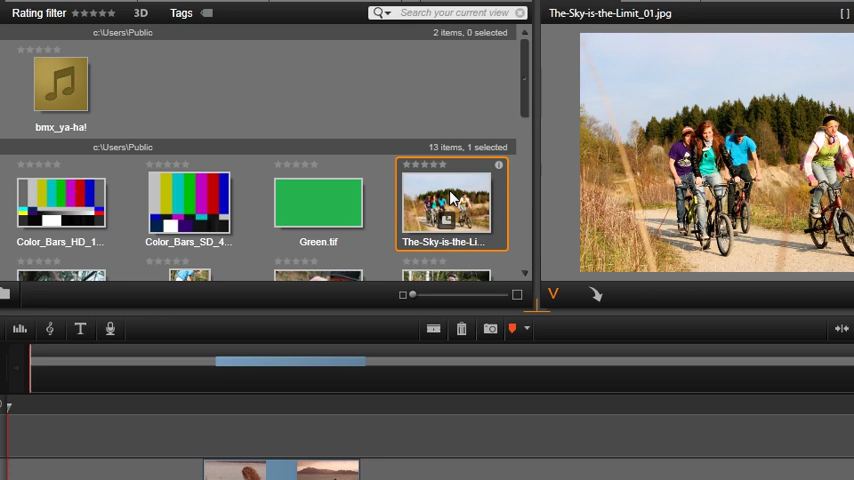 Rating filter 3D Tags Search your current view The-Sky-is-the-Limit_01.jpg [ ]
c:\Users\Public 2 items, 0 selected
bmx_ya-ha!
c:\Users\Public 13 items, 1 selected
Color_Bars_HD_1... Color_Bars_SD_4... Green.tif The-Sky-is-the-Li...
V
T